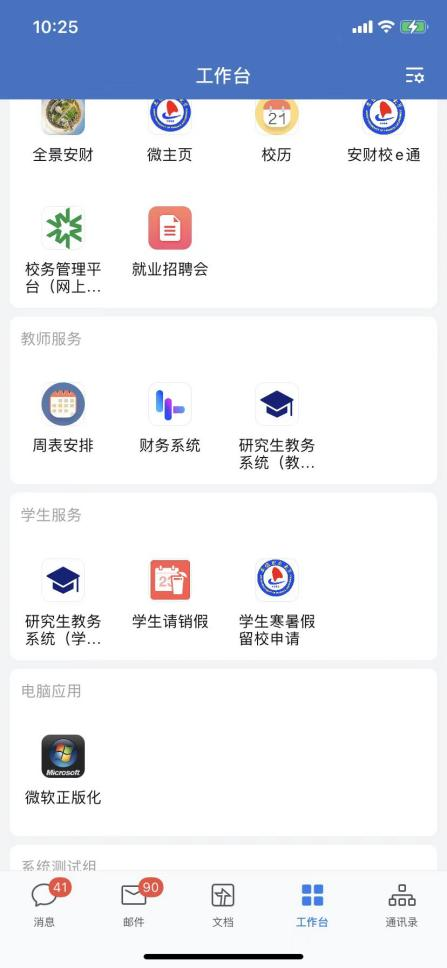 10:25
工作台
21
全景安财
微主页
校历
安财校e通
校务管理平
台（网上...
就业招聘会
教师服务
周表安排
财务系统
研究生教务
系统（教...
学生服务
研究生教务
系统（学...
学生请销假
学生寒暑假
留校申请
电脑应用
Microsoft
微软正版化
系统测试组
41
90
消息
邮件
文档
工作台
通讯录